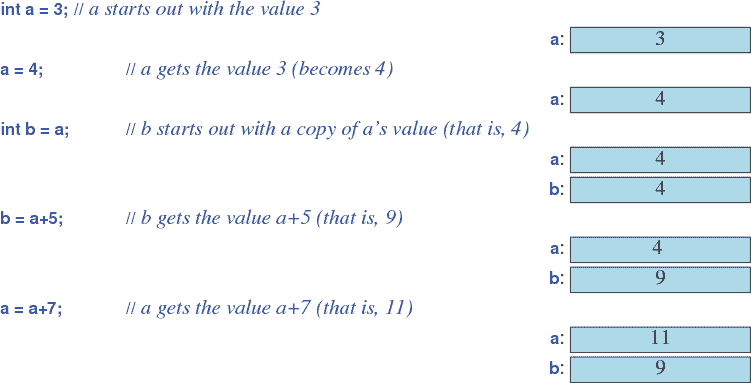 int a = 3; // a starts out with the value 3
a: 3
a = 4; // a gets the value 3 (becomes 4)
a: 4
int b = a; // b starts out with a copy of a’s value (that is, 4)
a: 4
b: 4
b = a+5; // b gets the value a+5 (that is, 9)
a: 4
b: 9
a = a+7; // a gets the value a+7 (that is, 11)
a: 11
b: 9